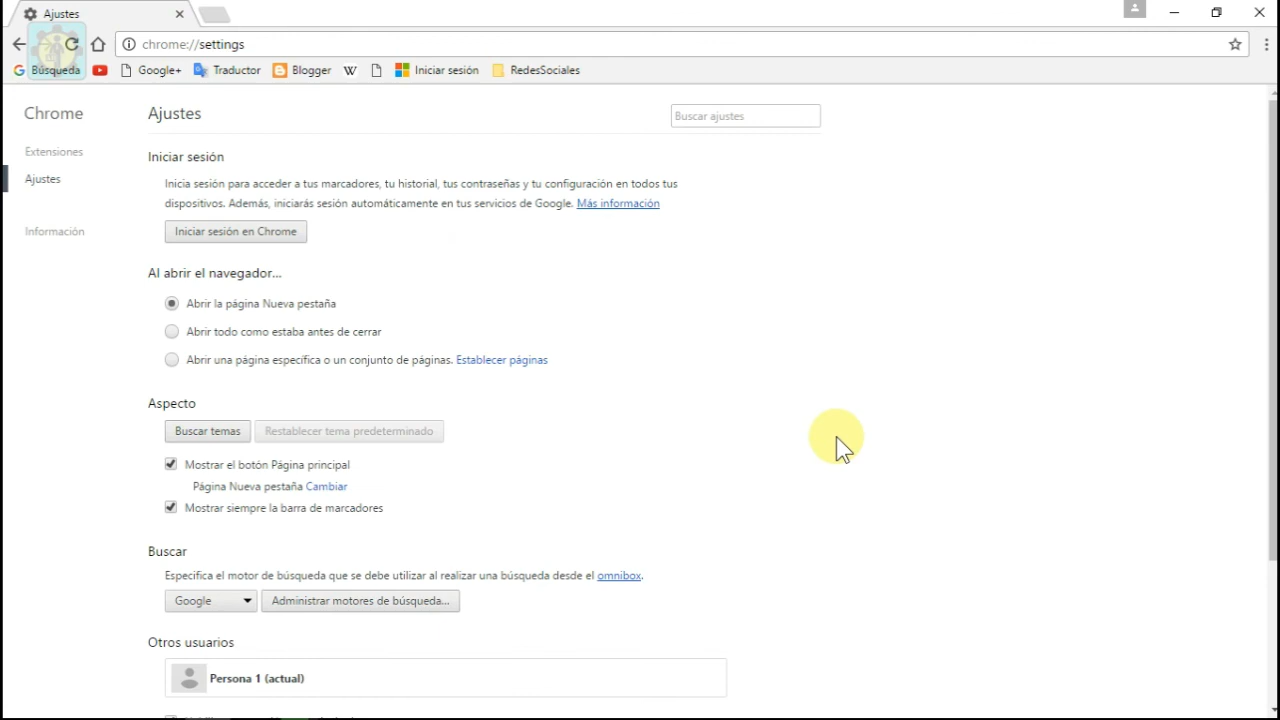 Ajustes
chrome://settings
Búsqueda Google+ Traductor Blogger W Iniciar sesión RedesSociales
Chrome
Ajustes
Buscar ajustes
Extensiones
Ajustes
Información
Iniciar sesión
Inicia sesión para acceder a tus marcadores, tu historial, tus contraseñas y tu configuración en todos tus
dispositivos. Además, iniciarás sesión automáticamente en tus servicios de Google. Más información
Iniciar sesión en Chrome
Al abrir el navegador...
Abrir la página Nueva pestaña
Abrir todo como estaba antes de cerrar
Abrir una página específica o un conjunto de páginas. Establecer páginas
Aspecto
Buscar temas Restablecer tema predeterminado
Mostrar el botón Página principal
Página Nueva pestaña Cambiar
Mostrar siempre la barra de marcadores
Buscar
Especifica el motor de búsqueda que se debe utilizar al realizar una búsqueda desde el omnibox.
Google Administrar motores de búsqueda...
Otros usuarios
Persona 1 (actual)